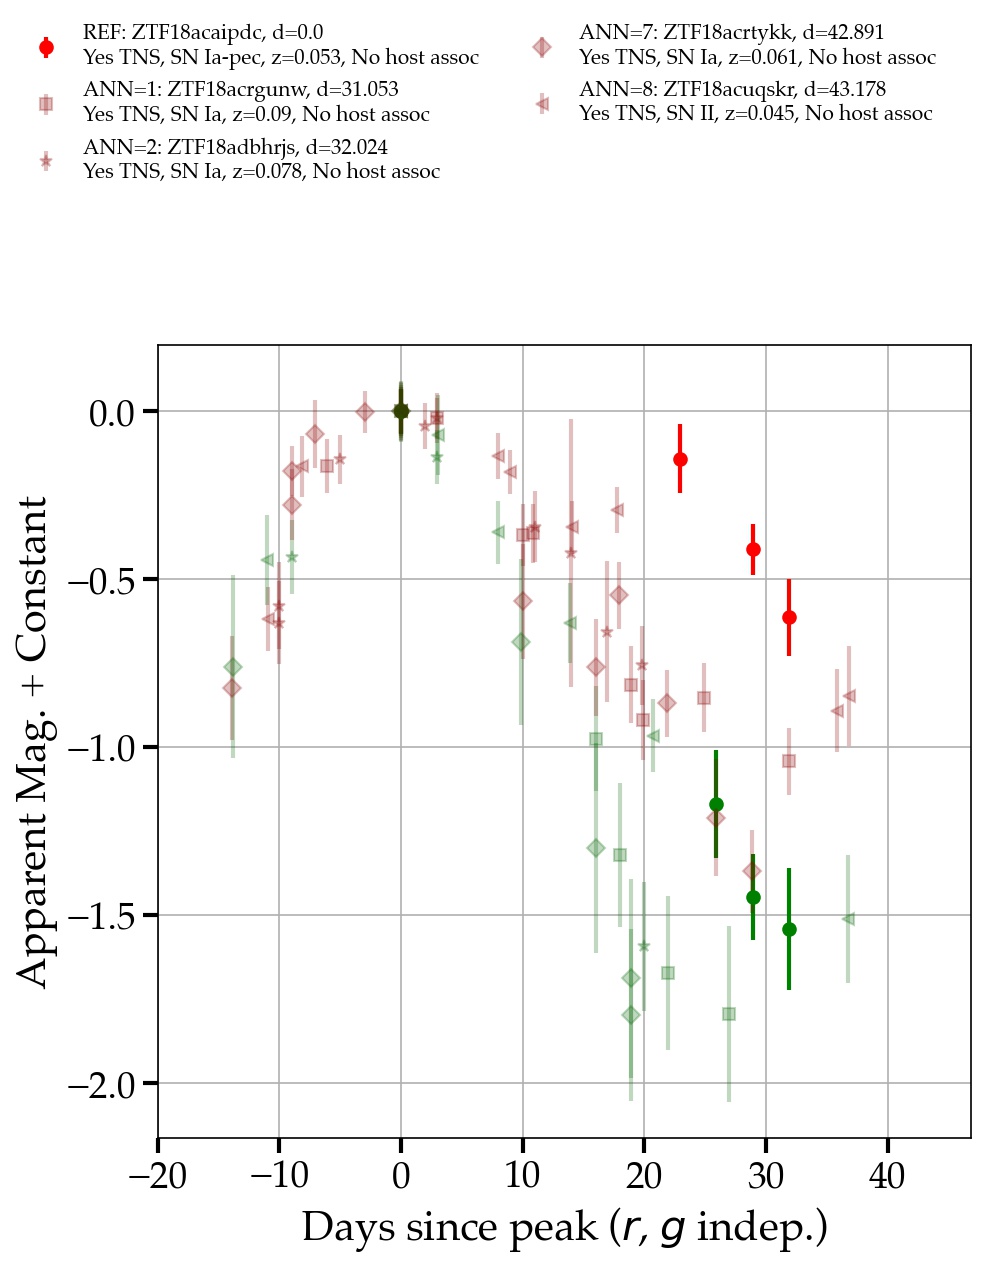 REF: ZTF18acaipdc, d=0.0
Yes TNS, SN Ia-pec, z=0.053, No host assoc
ANN=1: ZTF18acrgunw, d=31.053
Yes TNS, SN Ia, z=0.09, No host assoc
ANN=2: ZTF18adbhrjs, d=32.024
Yes TNS, SN Ia, z=0.078, No host assoc
ANN=7: ZTF18acrtykk, d=42.891
Yes TNS, SN Ia, z=0.061, No host assoc
ANN=8: ZTF18acuqskr, d=43.178
Yes TNS, SN II, z=0.045, No host assoc
Apparent Mag. + Constant
0.0
−0.5
−1.0
−1.5
−2.0
−20 −10 0 10 20 30 40
Days since peak (r, g indep.)